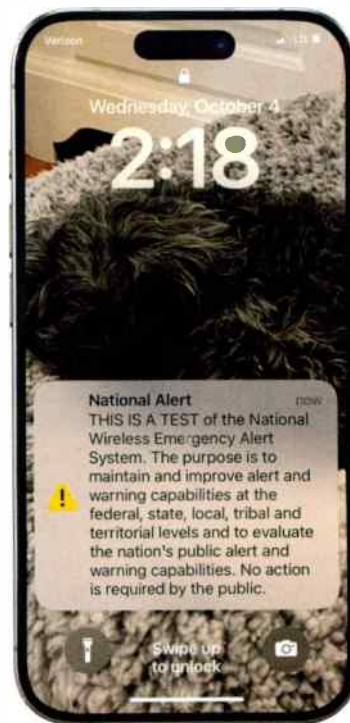 Verizon
LTE
Wednesday, October 4
2:18
National Alert now
THIS IS A TEST of the National
Wireless Emergency Alert
System. The purpose is to
maintain and improve alert and
warning capabilities at the
federal, state, local, tribal and
territorial levels and to evaluate
the nation's public alert and
warning capabilities. No action
is required by the public.
Swipe up
to unlock